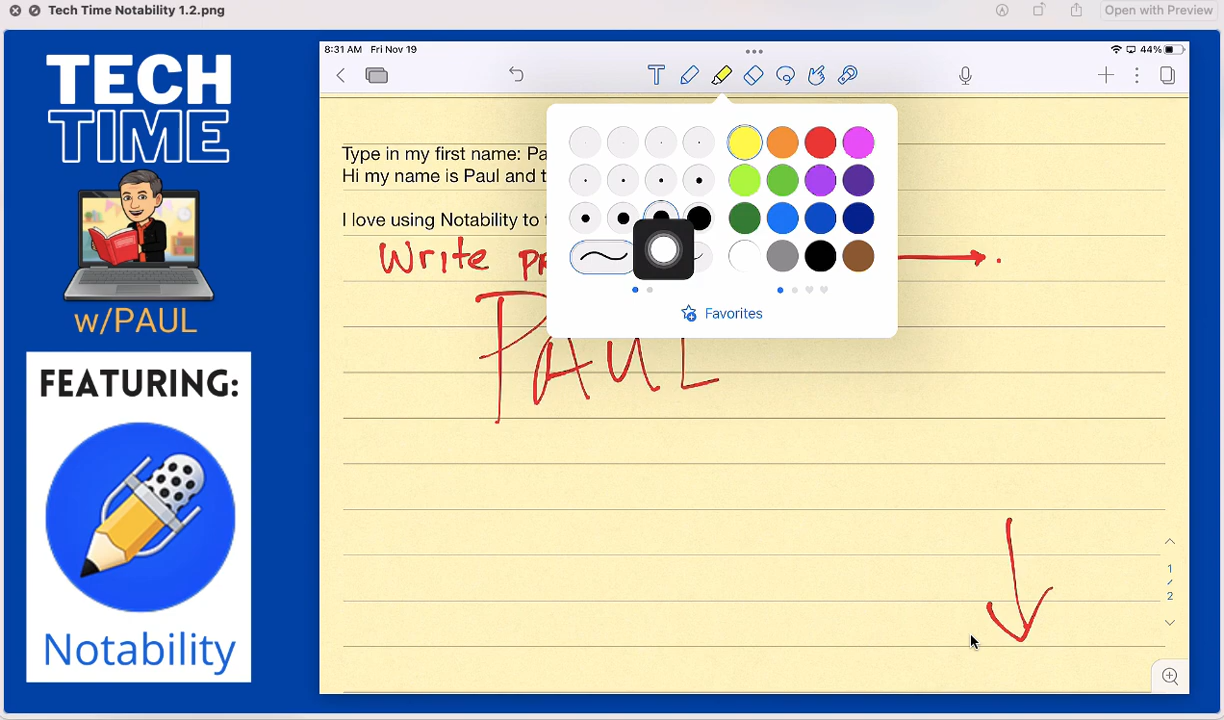 Tech Time Notability 1.2.png
Open with Preview
TECH
TIME
w/PAUL
FEATURING:
Notability
8:31 AM Fri Nov 19
44%
T
Type in my first name: Pa
Hi my name is Paul and t
I love using Notability to
Write
PAUL
Favorites
1
/
2